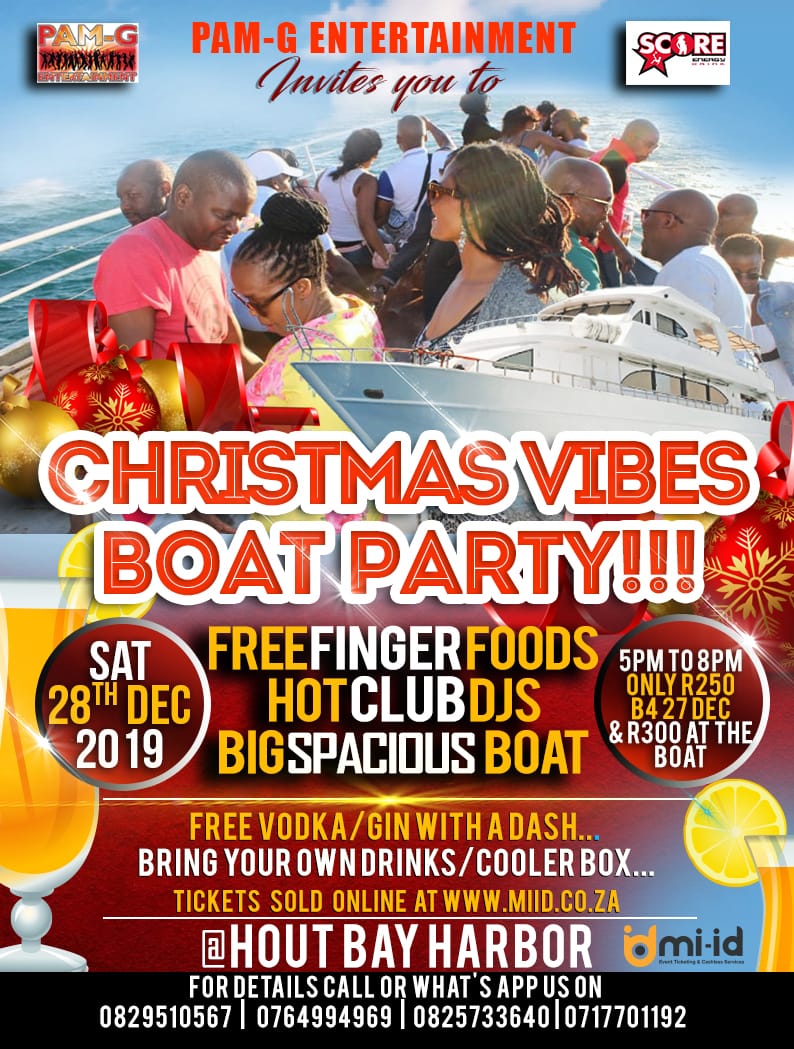 PAM-G
ENTERTAINMENT
PAM-G ENTERTAINMENT
Invites you to
SCORE
ENERGY
DRINK
CHRISTMAS VIBES
BOAT PARTY!!!
SAT
28TH DEC
2019
FREE FINGER FOODS
HOT CLUB DJS
BIG SPACIOUS BOAT
5PM TO 8PM
ONLY R250
B4 27 DEC
& R300 AT THE
BOAT
FREE VODKA/GIN WITH A DASH...
BRING YOUR OWN DRINKS/COOLER BOX...
TICKETS SOLD ONLINE AT WWW.MIID.CO.ZA
@HOUT BAY HARBOR
mi-id
Event Ticketing & Cashless Services
FOR DETAILS CALL OR WHAT'S APP US ON
0829510567 | 0764994969 | 0825733640 | 0717701192